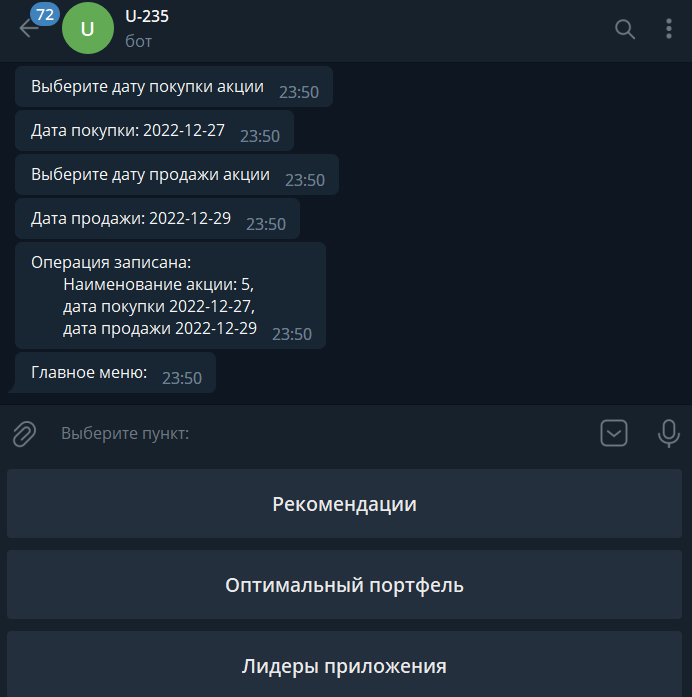 72
U
U-235
бот
Выберите дату покупки акции 23:50
Дата покупки: 2022-12-27 23:50
Выберите дату продажи акции 23:50
Дата продажи: 2022-12-29 23:50
Операция записана:
Наименование акции: 5,
дата покупки 2022-12-27,
дата продажи 2022-12-29 23:50
Главное меню: 23:50
Выберите пункт:
Рекомендации
Оптимальный портфель
Лидеры приложения